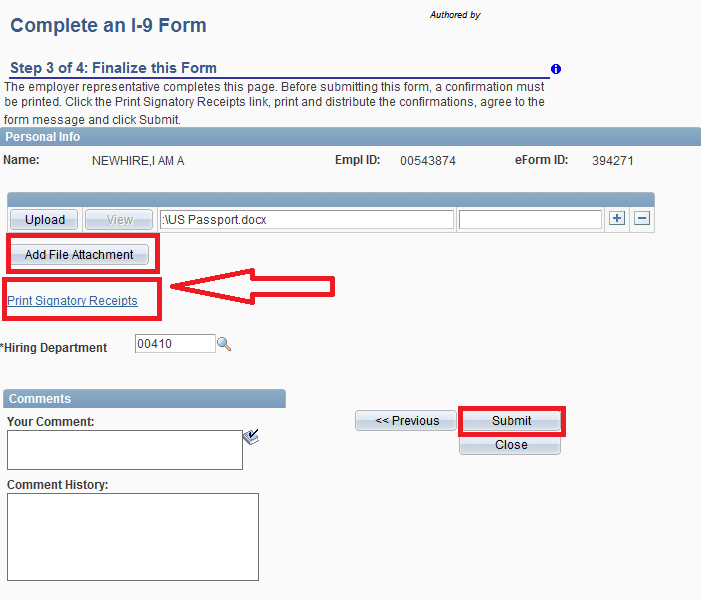 Complete an I-9 Form
Authored by
Step 3 of 4: Finalize this Form
The employer representative completes this page. Before submitting this form, a confirmation must
be printed. Click the Print Signatory Receipts link, print and distribute the confirmations, agree to the
form message and click Submit.
Personal Info
Name: NEWHIRE,I AM A Empl ID: 00543874 eForm ID: 394271
Upload View :\US Passport.docx
Add File Attachment
Print Signatory Receipts
*Hiring Department 00410
Comments
Your Comment:
<< Previous Submit
Close
Comment History: